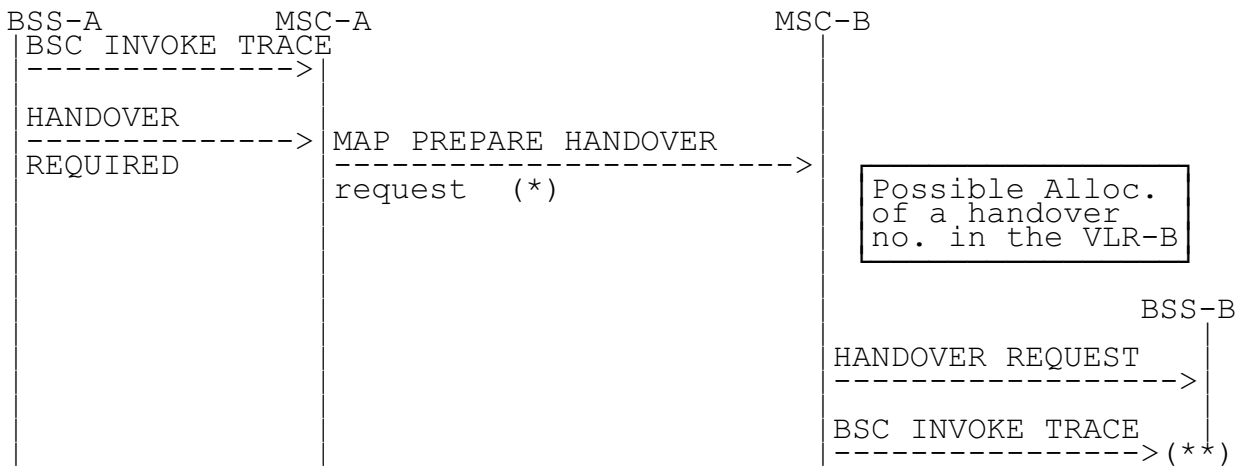 BSS-A MSC-A MSC-B
BSC INVOKE TRACE
HANDOVER
REQUIRED
MAP PREPARE HANDOVER
request (*)
Possible Alloc.
of a handover
no. in the VLR-B
BSS-B
HANDOVER REQUEST
BSC INVOKE TRACE
(**)